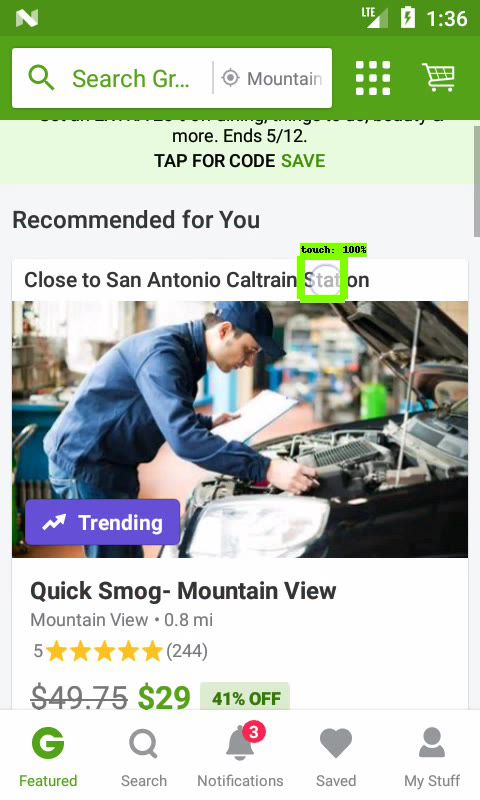 LTE 1:36
Search Gr... Mountain
more. Ends 5/12.
TAP FOR CODE SAVE
Recommended for You
touch: 100%
Close to San Antonio Caltrain Station
Trending
Quick Smog- Mountain View
Mountain View • 0.8 mi
5 (244)
$49.75 $29 41% OFF
3
Featured Search Notifications Saved My Stuff